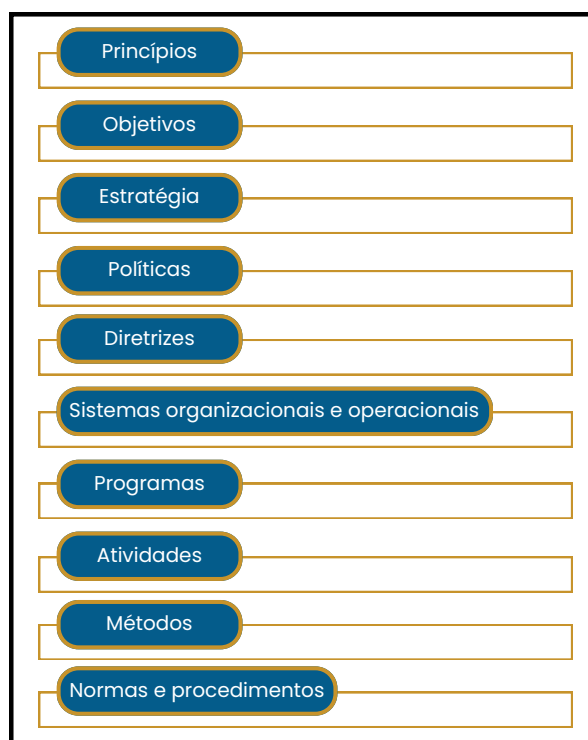 Princípios
Objetivos
Estratégia
Políticas
Diretrizes
Sistemas organizacionais e operacionais
Programas
Atividades
Métodos
Normas e procedimentos